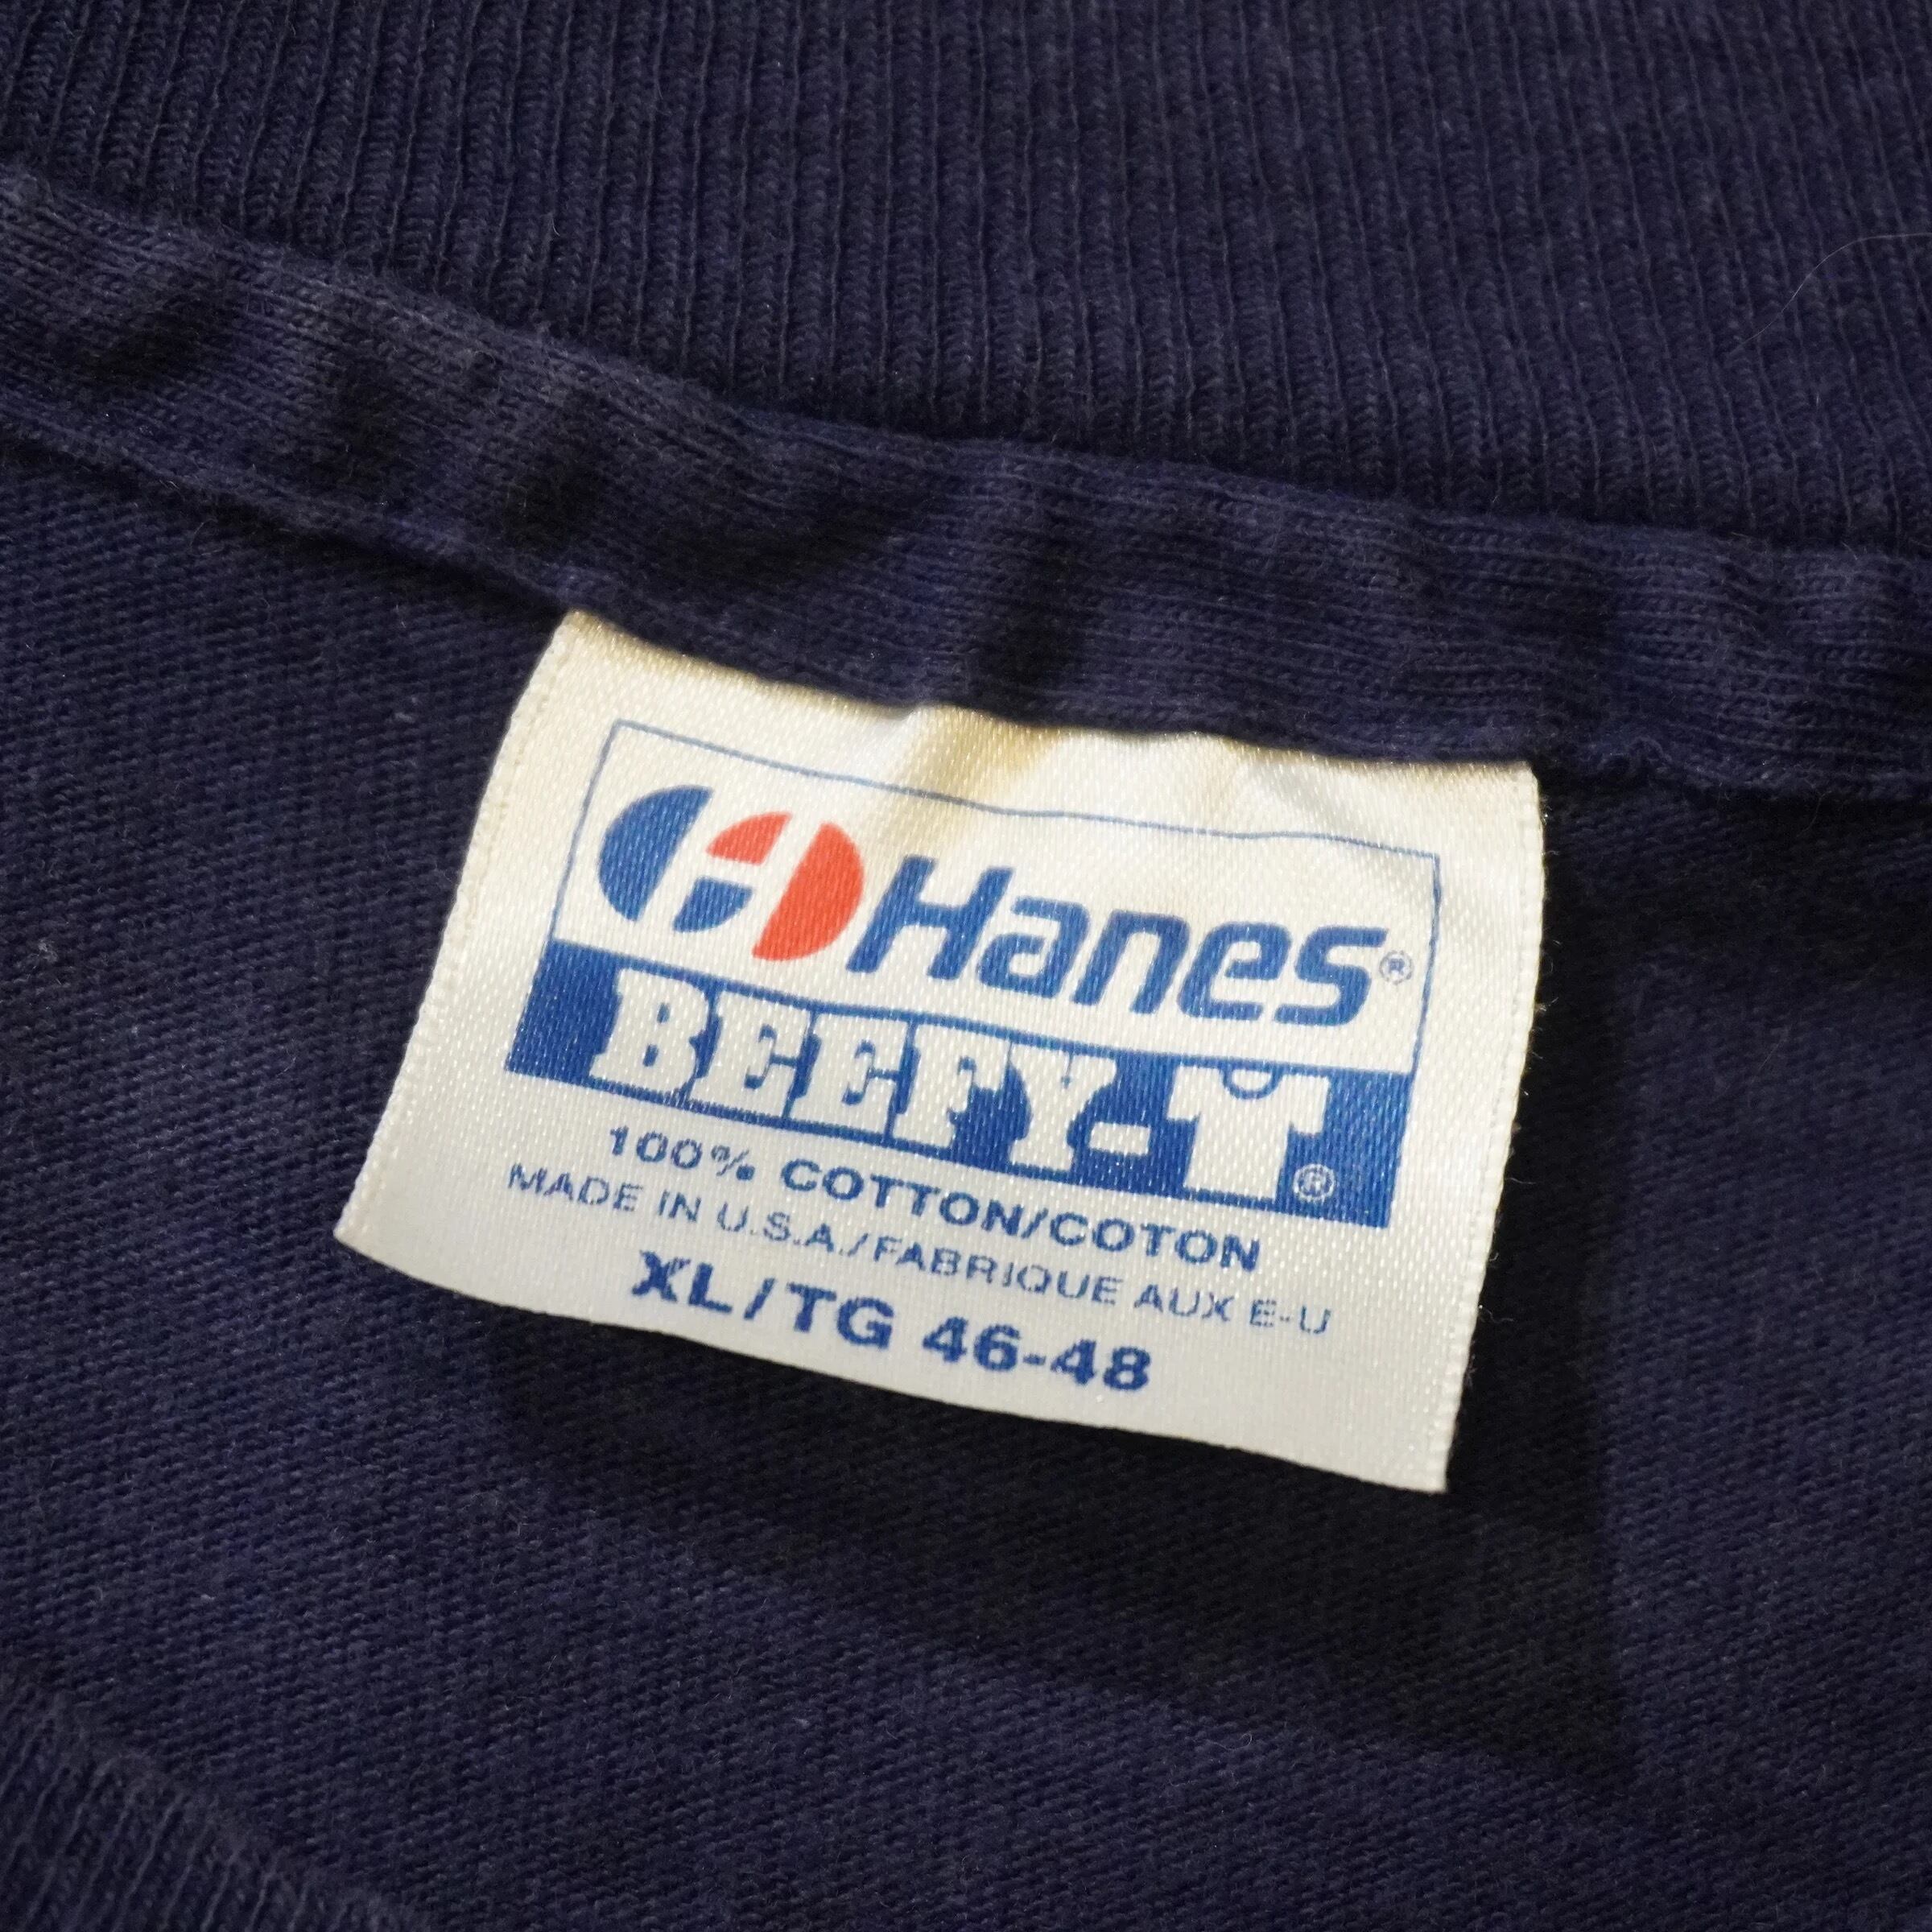 Hanes®
BEEFY-T®
100% COTTON/COTON
MADE IN U.S.A./FABRIQUE AUX E-U
XL/TG 46-48